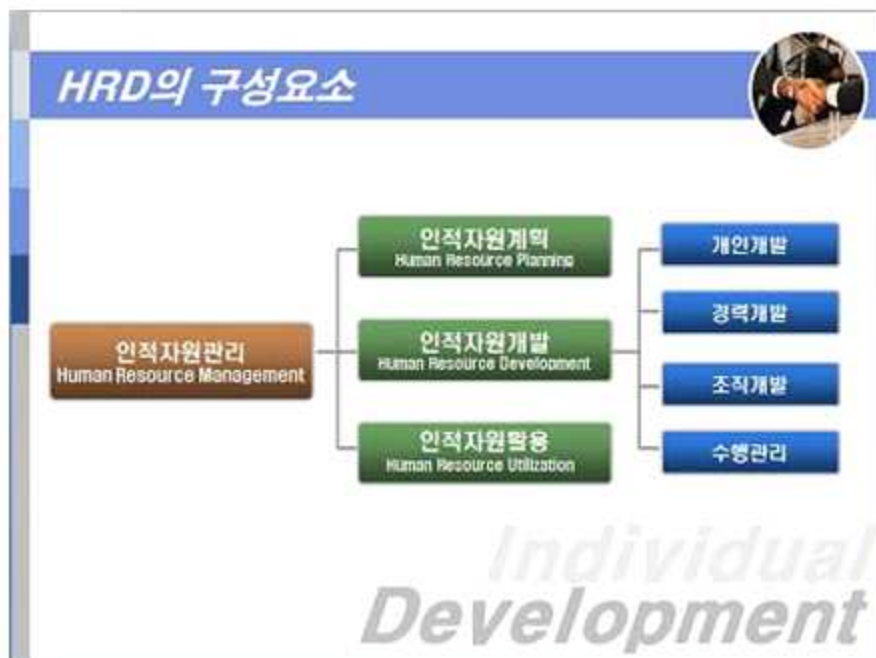 HRD의 구성요소
인적자원계획
Human Resource Planning
개인개발
경력개발
인적자원관리
Human Resource Management
인적자원개발
Human Resource Development
조직개발
인적자원활용
Human Resource Utilization
수행관리
Individual
Development